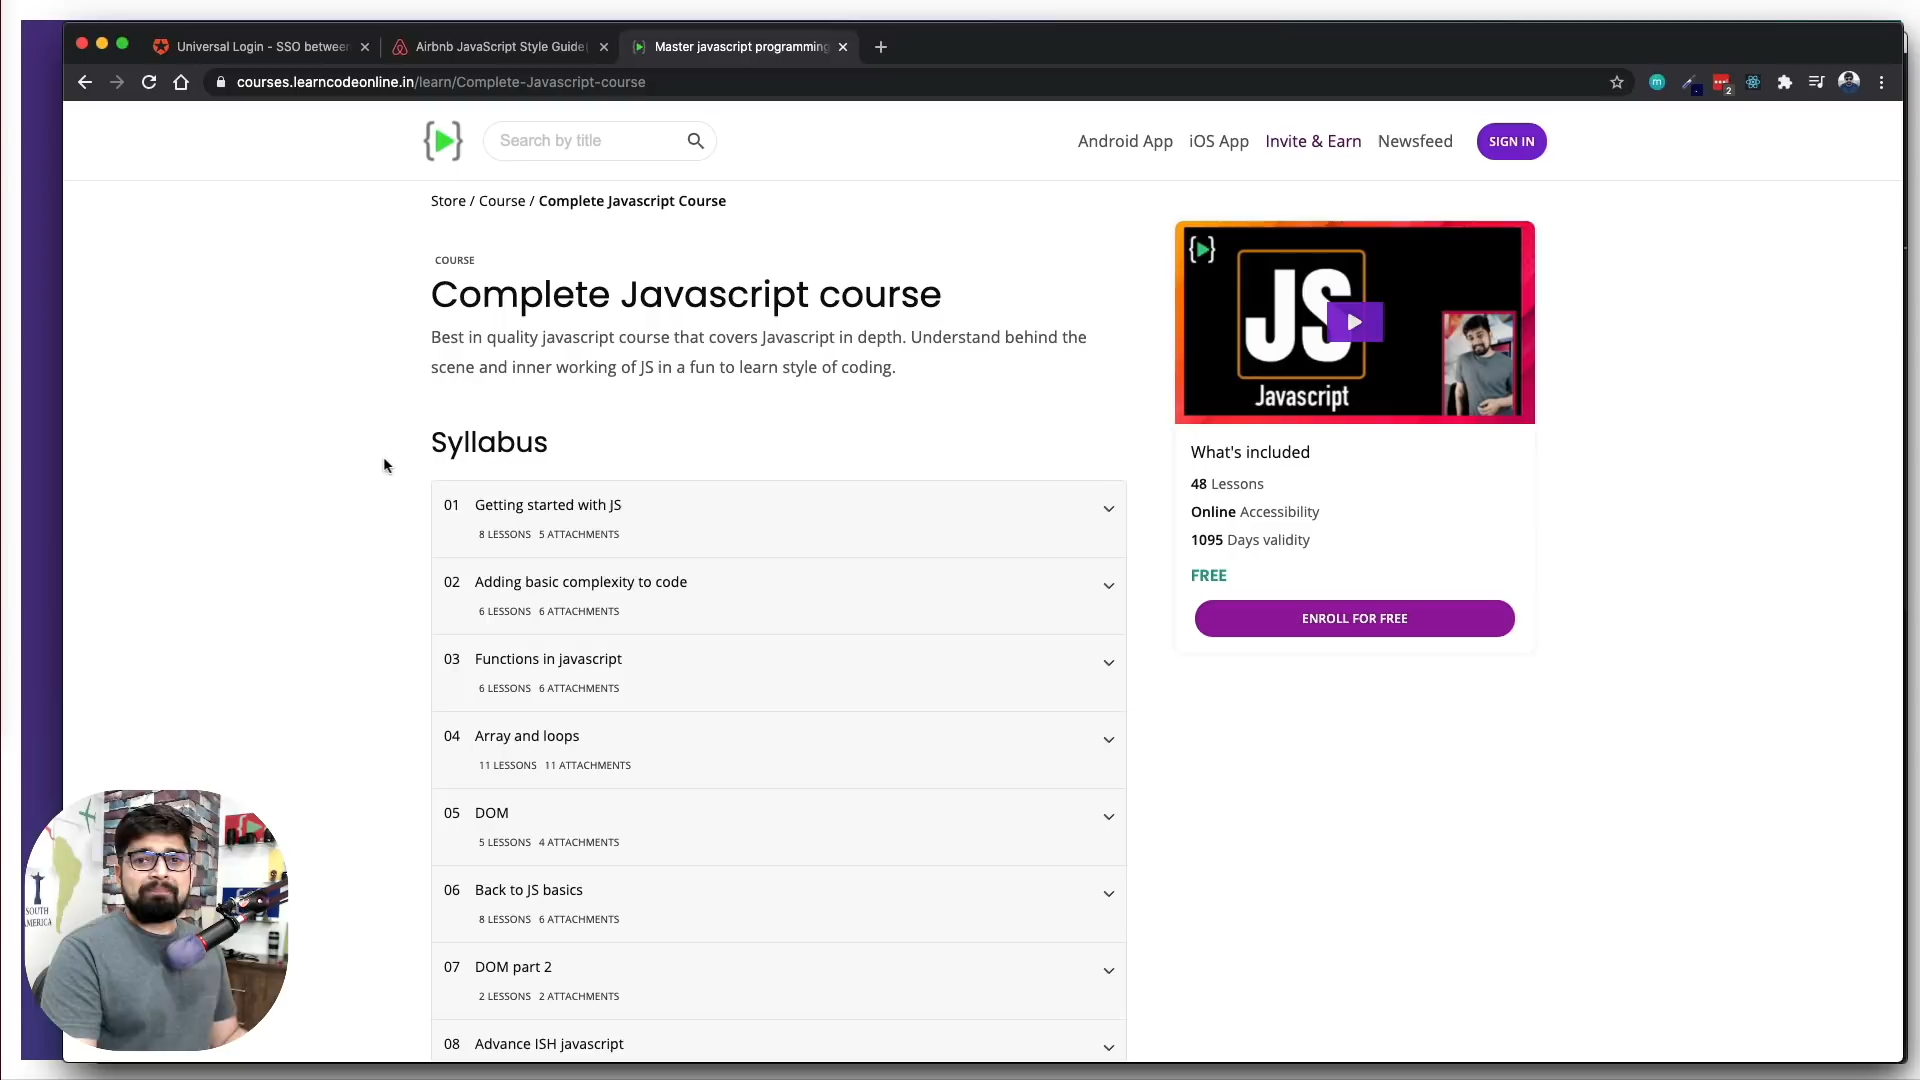 Universal Login - SSO between
Airbnb JavaScript Style Guide(
Master javascript programming
courses.learncodeonline.in/learn/Complete-Javascript-course
m
2
Search by title
Android App
iOS App
Invite & Earn
Newsfeed
SIGN IN
Store / Course / Complete Javascript Course
COURSE
Complete Javascript course
Best in quality javascript course that covers Javascript in depth. Understand behind the
scene and inner working of JS in a fun to learn style of coding.
Syllabus
01 Getting started with JS
8 LESSONS 5 ATTACHMENTS
02 Adding basic complexity to code
6 LESSONS 6 ATTACHMENTS
03 Functions in javascript
6 LESSONS 6 ATTACHMENTS
04 Array and loops
11 LESSONS 11 ATTACHMENTS
05 DOM
5 LESSONS 4 ATTACHMENTS
06 Back to JS basics
8 LESSONS 6 ATTACHMENTS
07 DOM part 2
2 LESSONS 2 ATTACHMENTS
08 Advance ISH javascript
JS
Javascript
What's included
48 Lessons
Online Accessibility
1095 Days validity
FREE
ENROLL FOR FREE
SOUTH
AMERICA